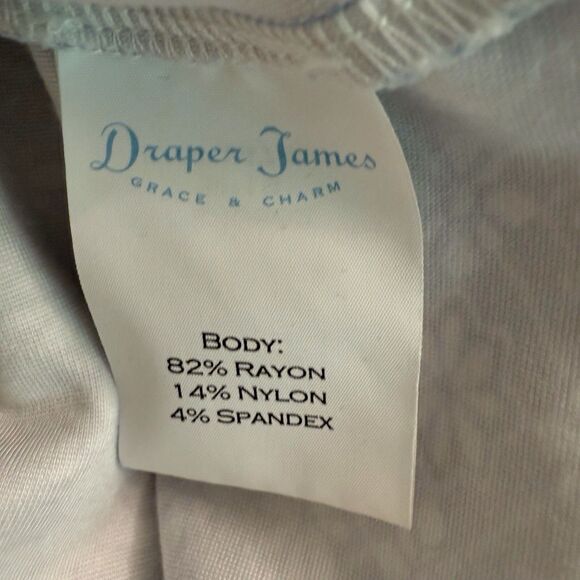 Draper James
GRACE & CHARM
BODY:
82% RAYON
14% NYLON
4% SPANDEX